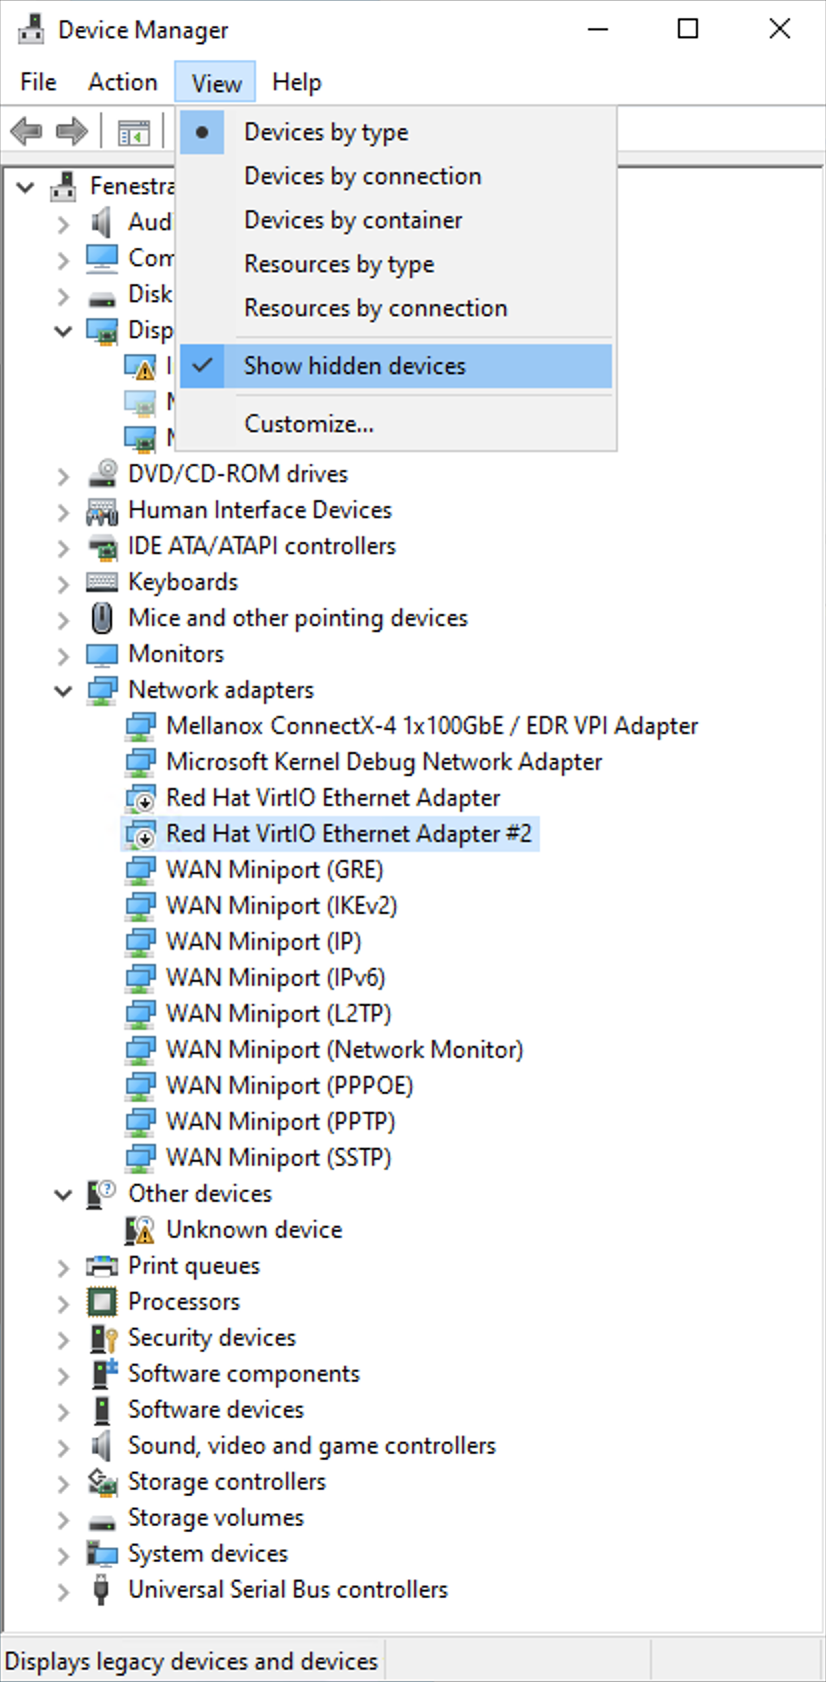 Device Manager
File Action View Help
Devices by type
Devices by connection
Devices by container
Resources by type
Resources by connection
Show hidden devices
Customize...
Fenestra
Aud
Com
Disk
Disp
I
DVD/CD-ROM drives
Human Interface Devices
IDE ATA/ATAPI controllers
Keyboards
Mice and other pointing devices
Monitors
Network adapters
Mellanox ConnectX-4 1x100GbE / EDR VPI Adapter
Microsoft Kernel Debug Network Adapter
Red Hat VirtIO Ethernet Adapter
Red Hat VirtIO Ethernet Adapter #2
WAN Miniport (GRE)
WAN Miniport (IKEv2)
WAN Miniport (IP)
WAN Miniport (IPv6)
WAN Miniport (L2TP)
WAN Miniport (Network Monitor)
WAN Miniport (PPPOE)
WAN Miniport (PPTP)
WAN Miniport (SSTP)
Other devices
Unknown device
Print queues
Processors
Security devices
Software components
Software devices
Sound, video and game controllers
Storage controllers
Storage volumes
System devices
Universal Serial Bus controllers
Displays legacy devices and devices